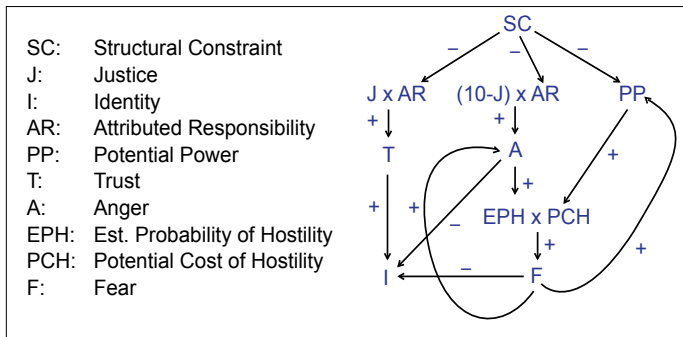 SC: Structural Constraint
J: Justice
I: Identity
AR: Attributed Responsibility
PP: Potential Power
T: Trust
A: Anger
EPH: Est. Probability of Hostility
PCH: Potential Cost of Hostility
F: Fear
SC
– – –
J x AR (10-J) x AR PP
+ +
T A
+
+
+ +
EPH x PCH
–
+
+
– 
I F